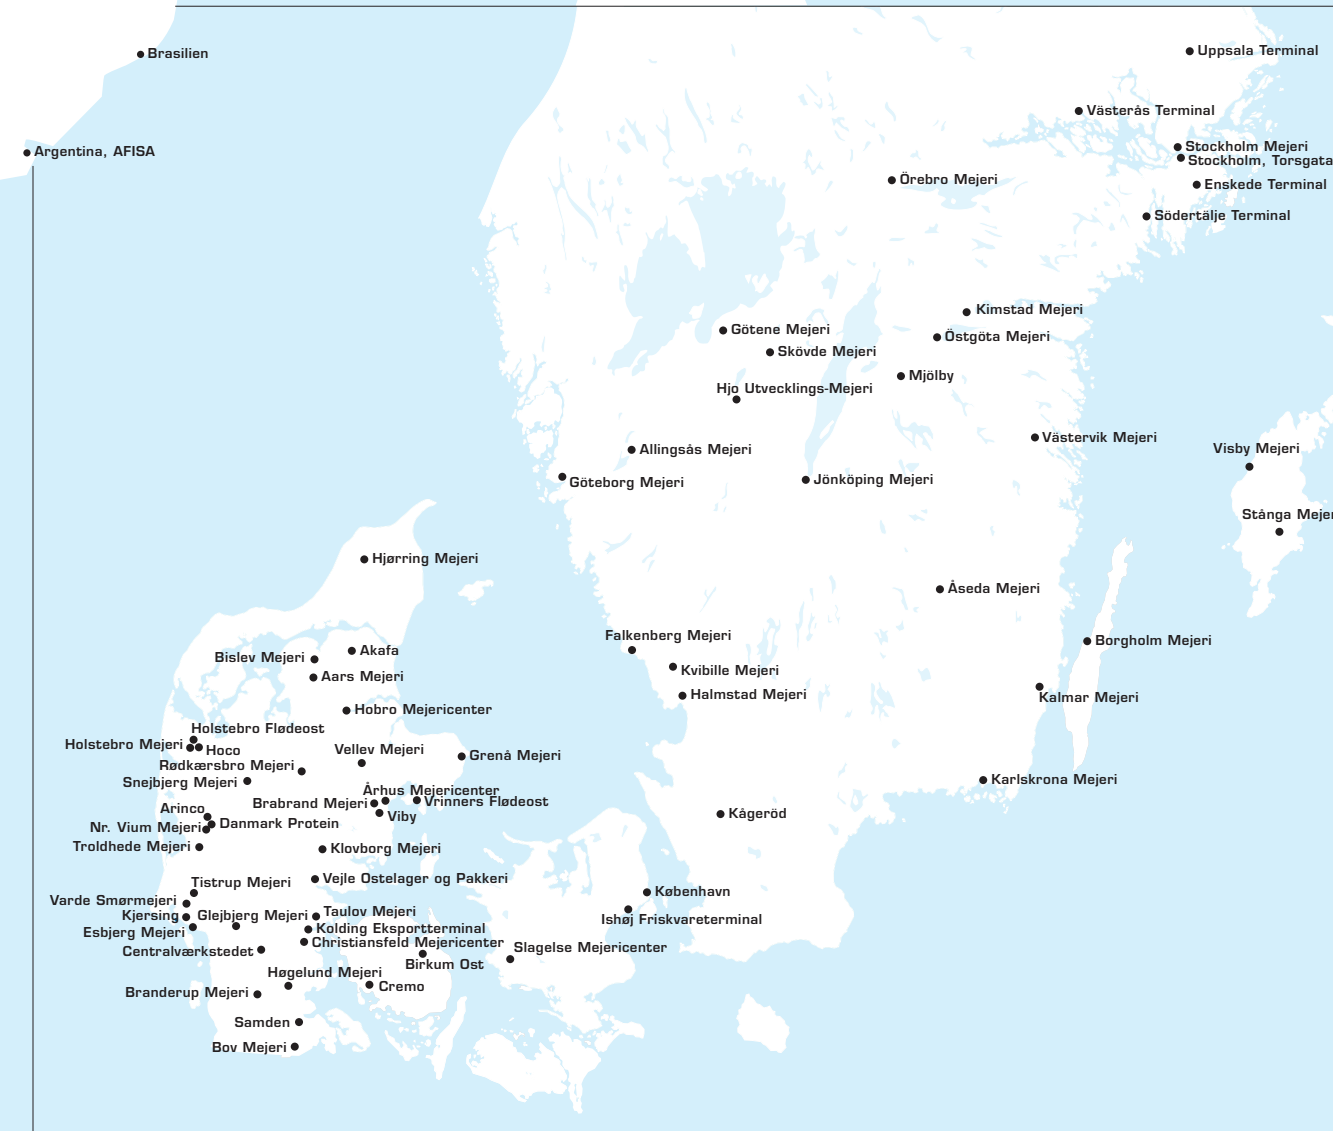 Brasilien
Argentina, AFISA
Uppsala Terminal
Västerås Terminal
Stockholm Mejeri
Stockholm, Torsgata
Örebro Mejeri
Enskede Terminal
Södertälje Terminal
Kimstad Mejeri
Götene Mejeri
Östgöta Mejeri
Skövde Mejeri
Mjölby
Hjo Utvecklings-Mejeri
Västervik Mejeri
Allingsås Mejeri
Visby Mejeri
Göteborg Mejeri
Jönköping Mejeri
Stånga Mejer
Hjørring Mejeri
Åseda Mejeri
Falkenberg Mejeri
Borgholm Mejeri
Akafa
Bislev Mejeri
Kvibille Mejeri
Aars Mejeri
Halmstad Mejeri
Kalmar Mejeri
Hobro Mejericenter
Holstebro Flødeost
Holstebro Mejeri
Hoco
Vellev Mejeri
Grenå Mejeri
Rødkærsbro Mejeri
Snejbjerg Mejeri
Karlskrona Mejeri
Århus Mejericenter
Brabrand Mejeri
Vrinners Flødeost
Arinco
Viby
Kågeröd
Danmark Protein
Nr. Vium Mejeri
Troldhede Mejeri
Klovborg Mejeri
Tistrup Mejeri
Vejle Ostelager og Pakkeri
København
Varde Smørmejeri
Kjersing
Glejbjerg Mejeri
Taulov Mejeri
Ishøj Friskvareterminal
Esbjerg Mejeri
Kolding Eksportterminal
Christiansfeld Mejericenter
Slagelse Mejericenter
Centralværkstedet
Birkum Ost
Høgelund Mejeri
Cremo
Branderup Mejeri
Samden
Bov Mejeri